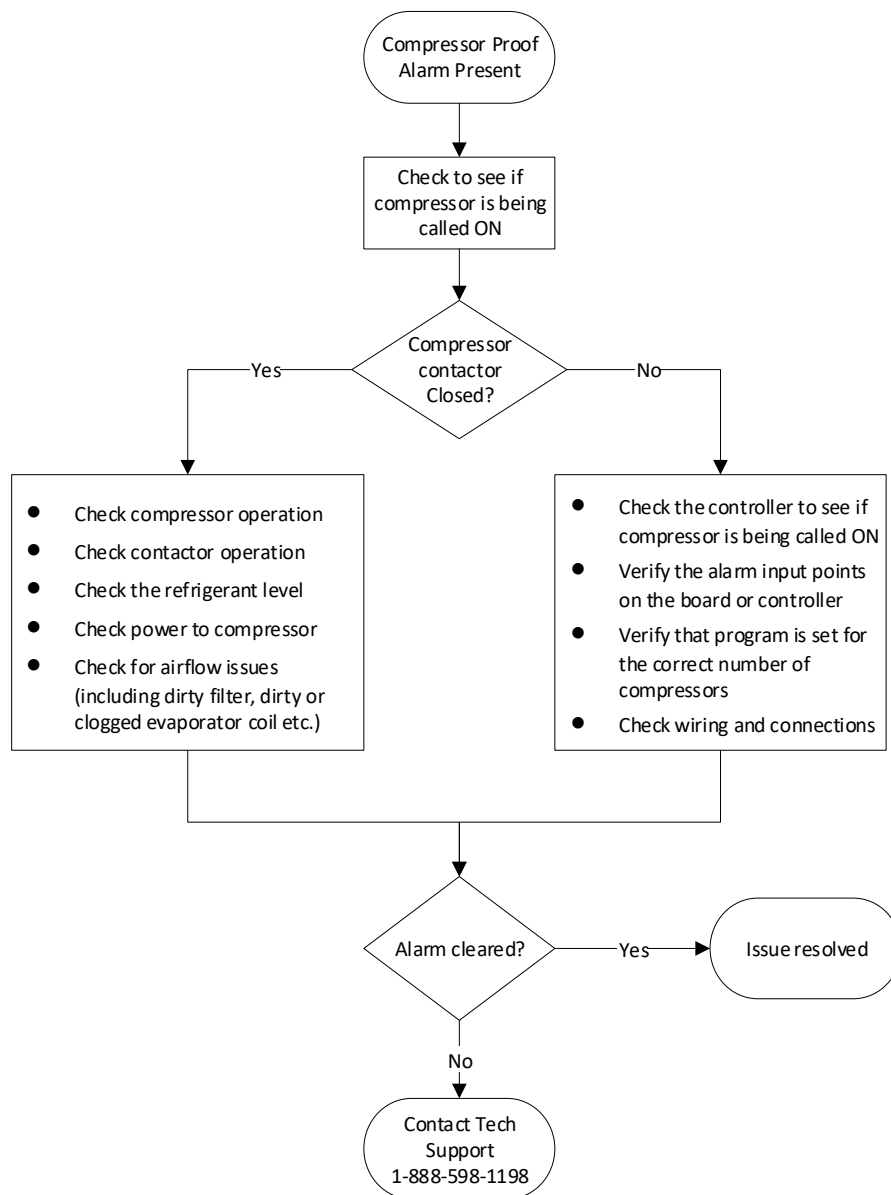 Compressor Proof
Alarm Present
Check to see if
compressor is being
called ON
Compressor
contactor
Closed?
Yes
No
● Check compressor operation
● Check contactor operation
● Check the refrigerant level
● Check power to compressor
● Check for airflow issues
(including dirty filter, dirty or
clogged evaporator coil etc.)
● Check the controller to see if
compressor is being called ON
● Verify the alarm input points
on the board or controller
● Verify that program is set for
the correct number of
compressors
● Check wiring and connections
Alarm cleared?
Yes
Issue resolved
No
Contact Tech
Support
1-888-598-1198